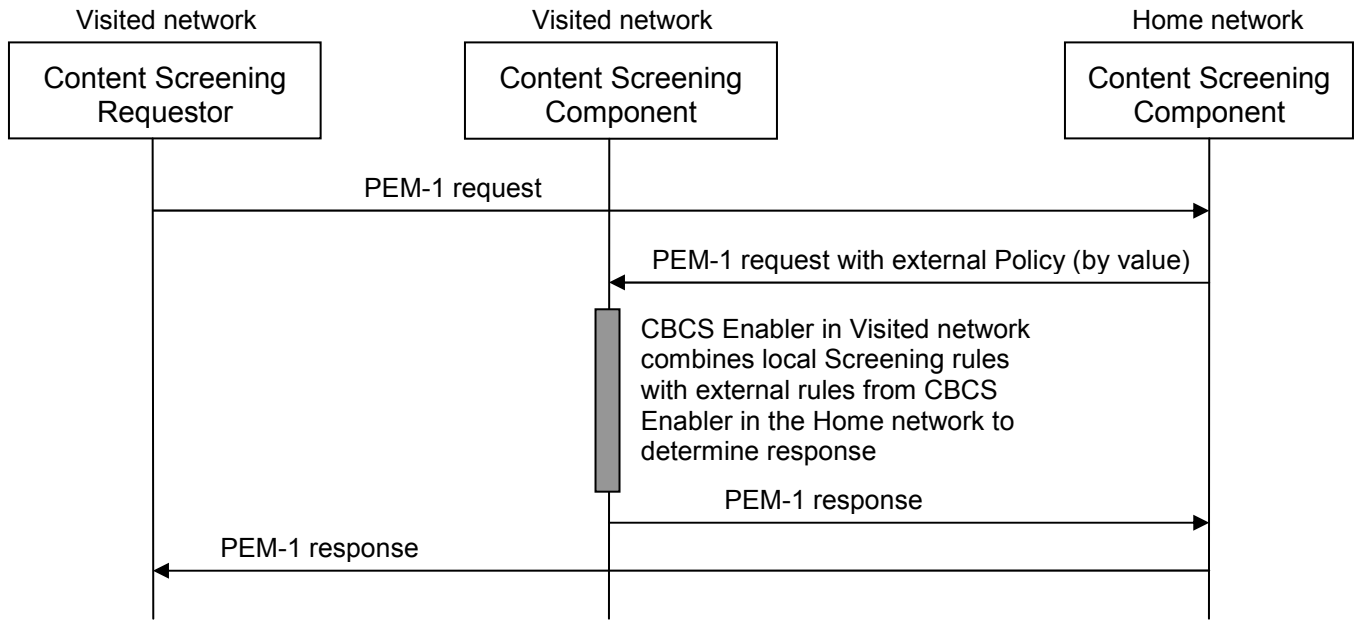 Visited network
Visited network
Home network
Content Screening
Requestor
Content Screening
Component
Content Screening
Component
PEM-1 request
PEM-1 request with external Policy (by value)
CBCS Enabler in Visited network
combines local Screening rules
with external rules from CBCS
Enabler in the Home network to
determine response
PEM-1 response
PEM-1 response